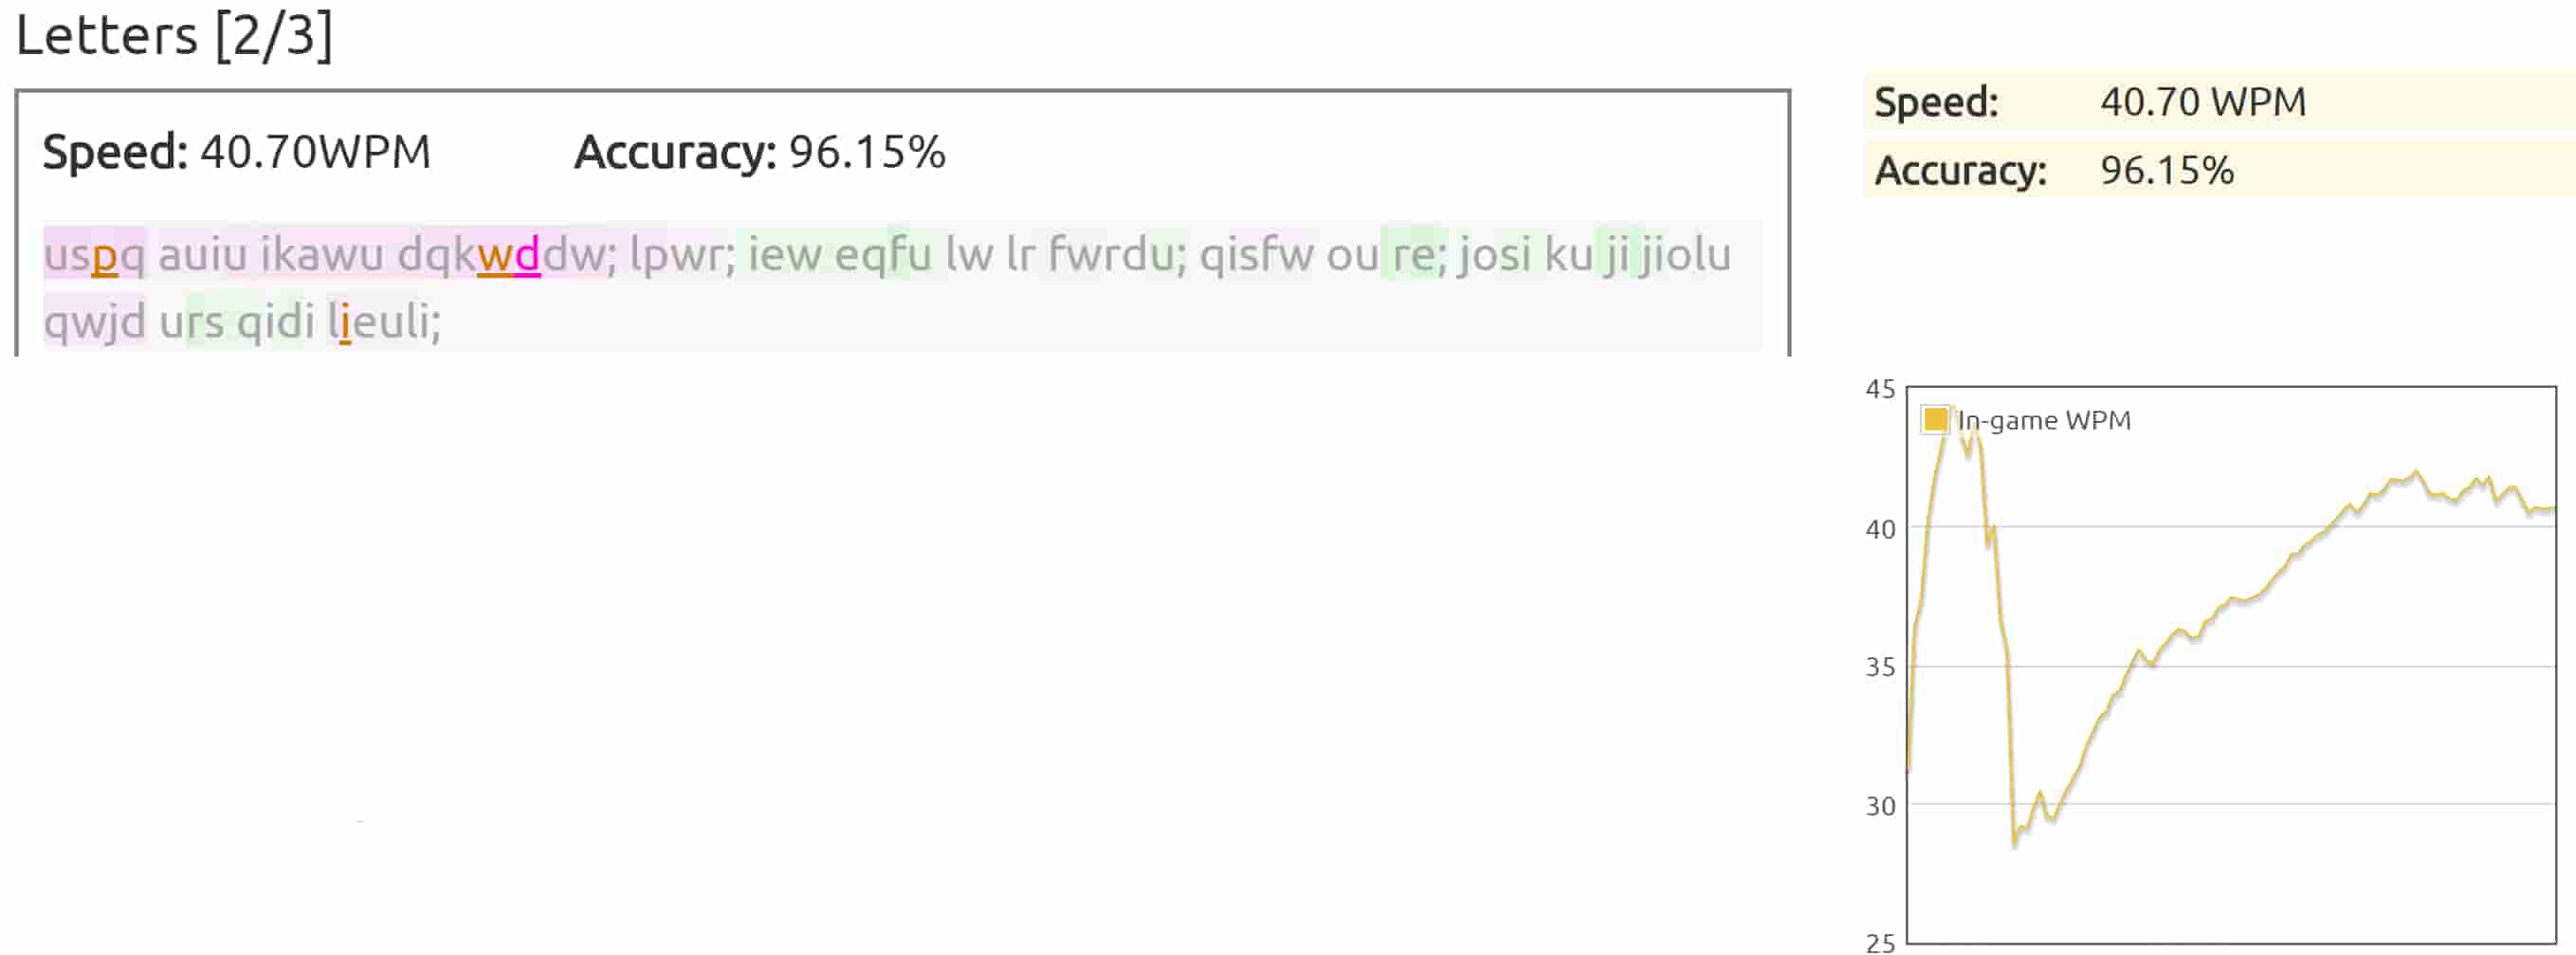 Letters [2/3]
Speed: 40.70WPM Accuracy: 96.15%
uspq auiu ikawu dqkwddw; lpwr; iew eqfu lw lr fwrdu; qisfw ou re; josi ku ji jiolu
qwjd urs qidi lieuli;
Speed: 40.70 WPM
Accuracy: 96.15%
45
In-game WPM
40
35
30
25